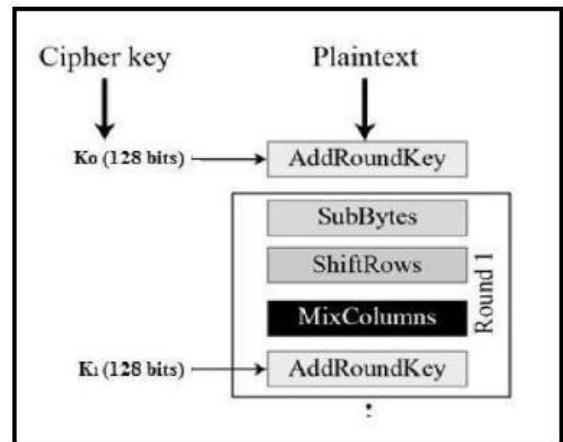 Cipher key Plaintext
K0 (128 bits) AddRoundKey
SubBytes
ShiftRows
MixColumns
Round 1
K1 (128 bits) AddRoundKey
: